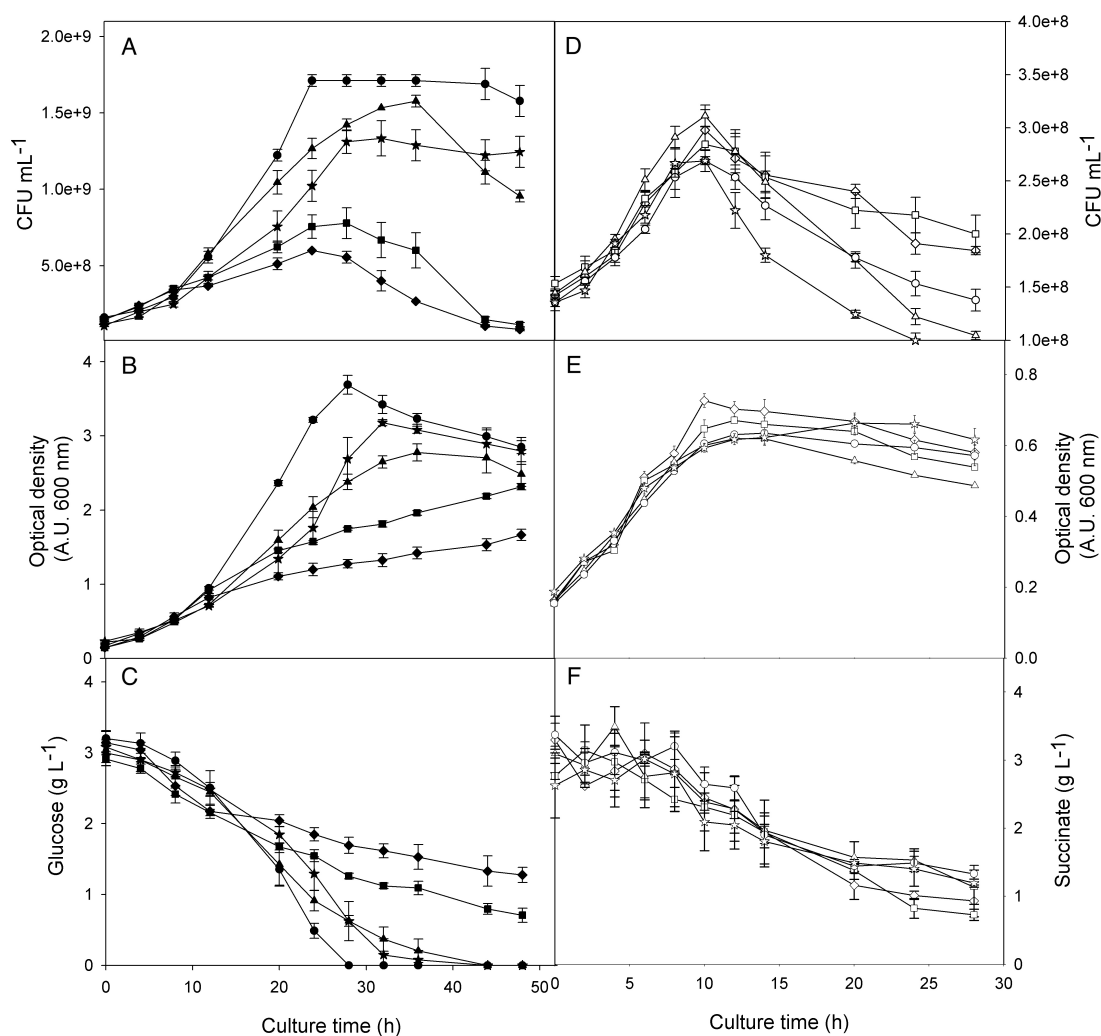 A
2.0e+9
1.5e+9
1.0e+9
5.0e+8
CFU mL-1
D
4.0e+8
3.5e+8
3.0e+8
2.5e+8
2.0e+8
1.5e+8
1.0e+8
CFU mL-1
B
4
3
2
1
0
Optical density
(A.U. 600 nm)
E
0.8
0.6
0.4
0.2
0.0
Optical density
(A.U. 600 nm)
C
4
3
2
1
0
Glucose (g L-1)
F
4
3
2
1
0
Succinate (g L-1)
0 10 20 30 40 50
0 5 10 15 20 25 30
Culture time (h)
Culture time (h)